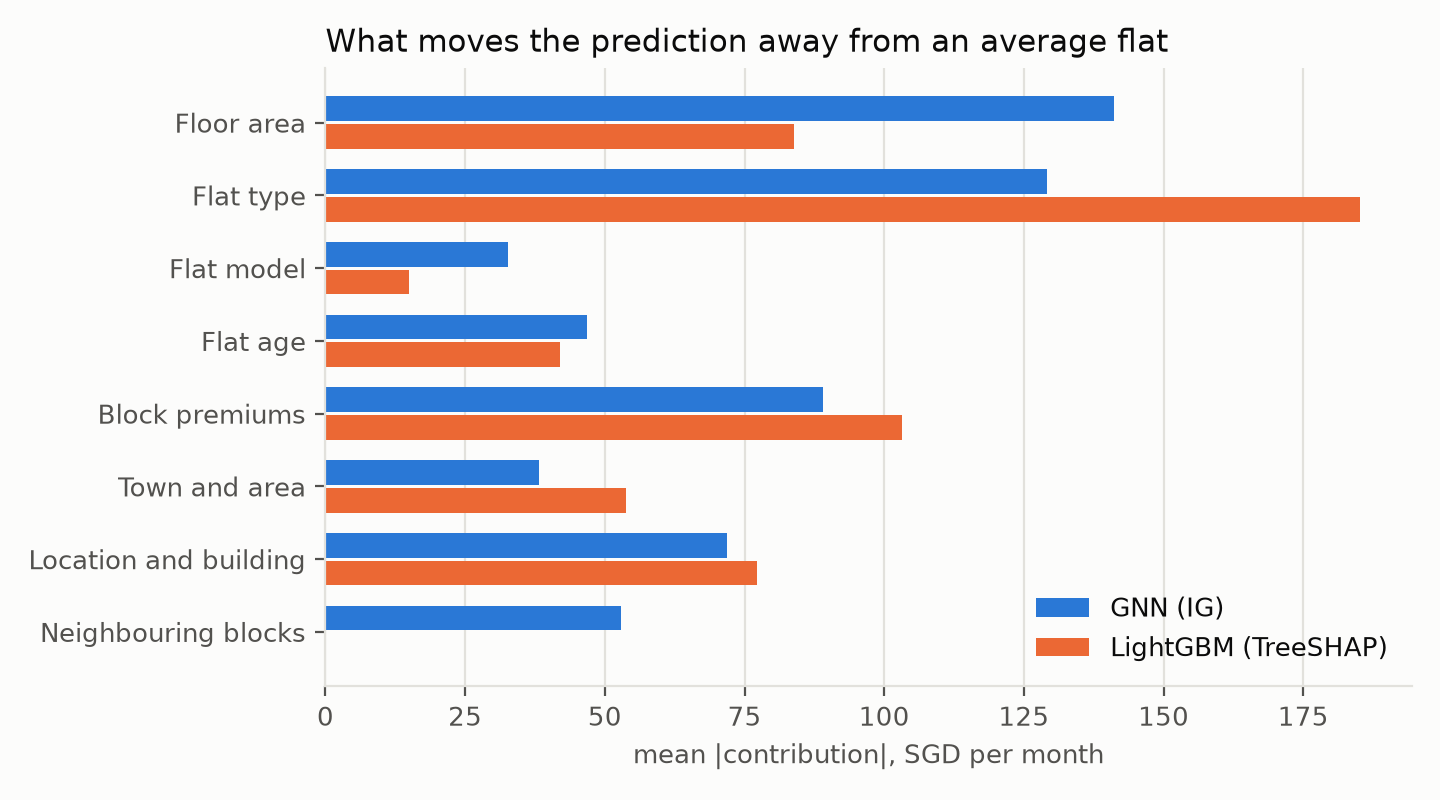 What moves the prediction away from an average flat
Floor area
Flat type
Flat model
Flat age
Block premiums
Town and area
Location and building
Neighbouring blocks
GNN (IG)
LightGBM (TreeSHAP)
0 25 50 75 100 125 150 175
mean |contribution|, SGD per month